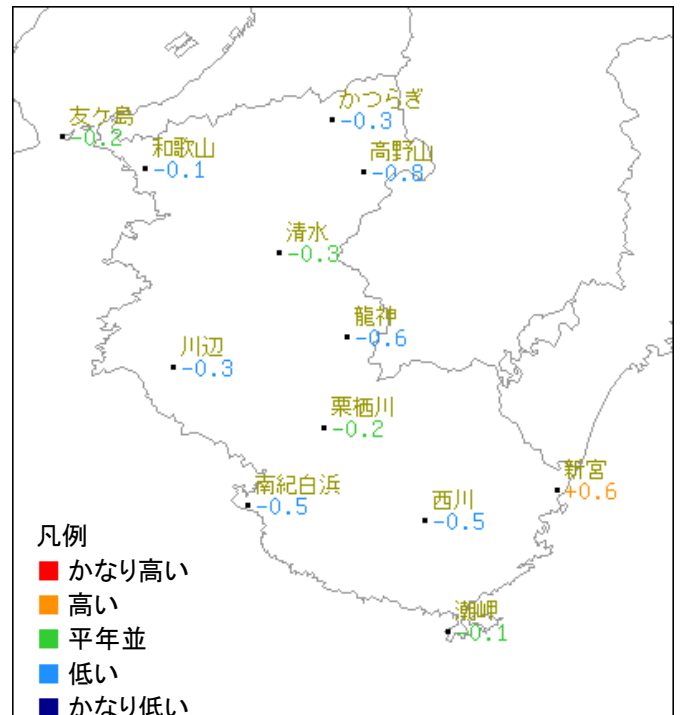 かつらぎ
-0.3
友ケ島
-0.2
和歌山
-0.1
高野山
-0.8
清水
-0.3
龍神
-0.6
川辺
-0.3
栗栖川
-0.2
新宮
+0.6
南紀白浜
-0.5
西川
-0.5
潮岬
-0.1
凡例
かなり高い
高い
平年並
低い
かなり低い